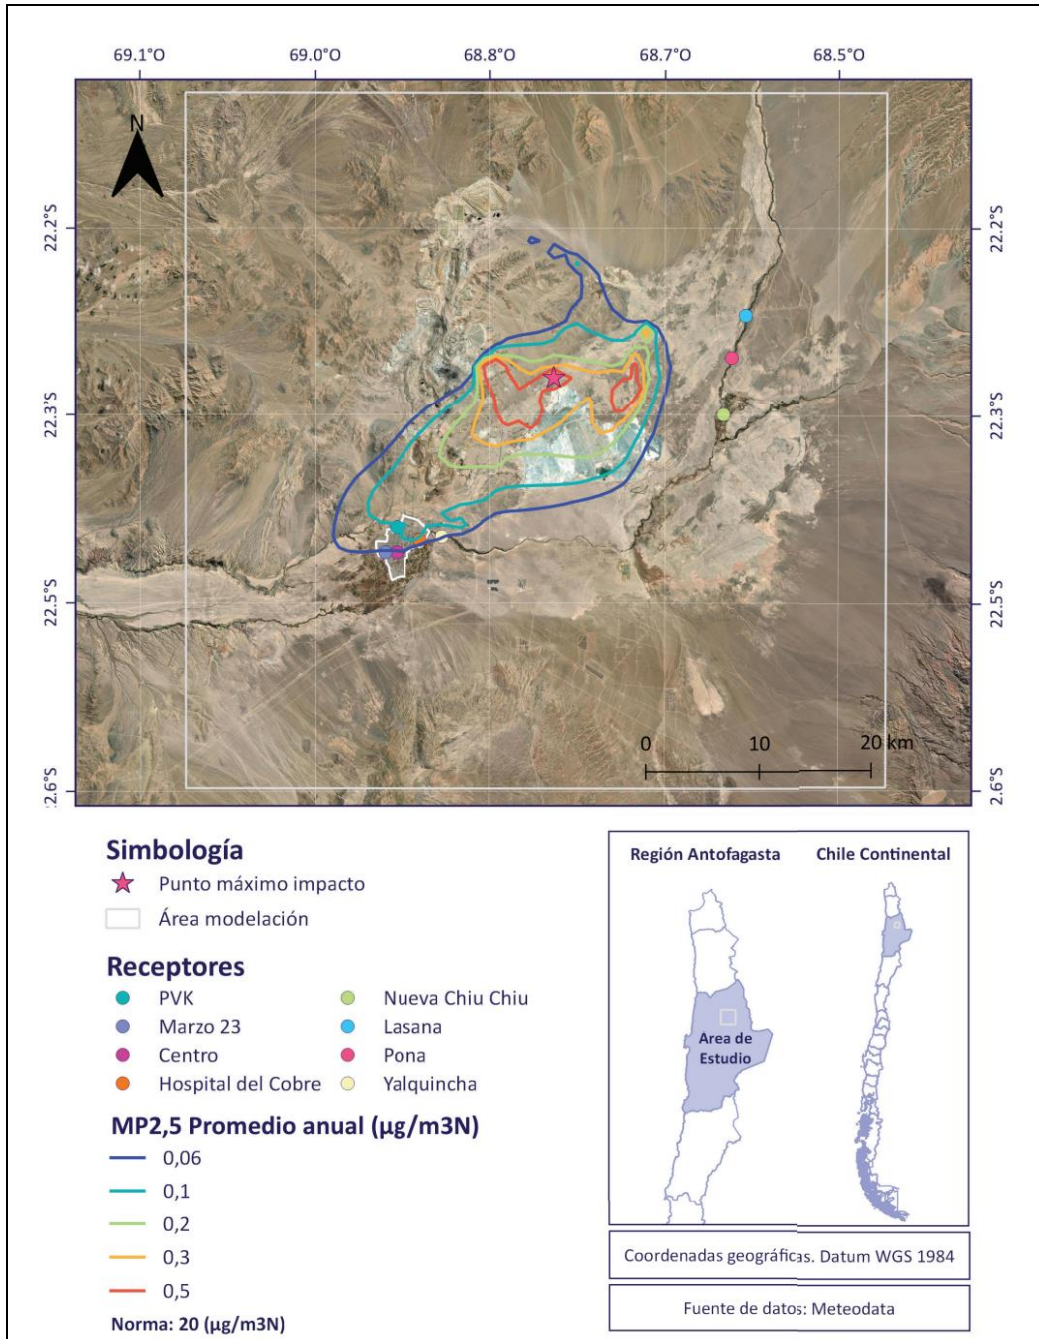 69.1°O 69.0°O 68.8°O 68.7°O 68.5°O
N
22.2°S 22.2°S
22.3°S 22.3°S
22.5°S 22.5°S
0 10 20 km
2.6°S 2.6°S
Simbología
Punto máximo impacto
Área modelación
Receptores
PVK
Marzo 23
Centro
Hospital del Cobre
Nueva Chiu Chiu
Lasana
Pona
Yalquincha
MP2,5 Promedio anual (µg/m3N)
0,06
0,1
0,2
0,3
0,5
Norma: 20 (µg/m3N)
Región Antofagasta
Chile Continental
Área de
Estudio
Coordenadas geográficas. Datum WGS 1984
Fuente de datos: Meteodata